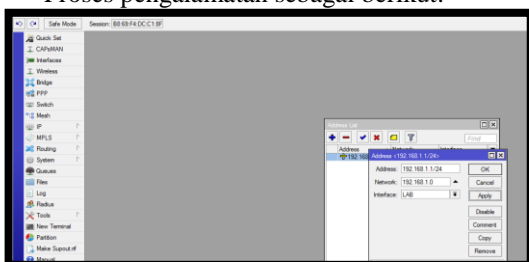 Proses pengalamatan sebagai berikut:
Safe Mode Session: B8:69:F4:DC:C1:8F
Quick Set
CAPsMAN
Interfaces
Wireless
Bridge
PPP
Switch
Mesh
IP
MPLS
Routing
System
Queues
Files
Log
Radius
Tools
New Terminal
Partition
Make Supout.rif
Manual
Address List
Find
Address
Address <192.168.1.1/24>
Address: 192.168.1.1/24
Network: 192.168.1.0
Interface: LAB
OK
Cancel
Apply
Disable
Comment
Copy
Remove